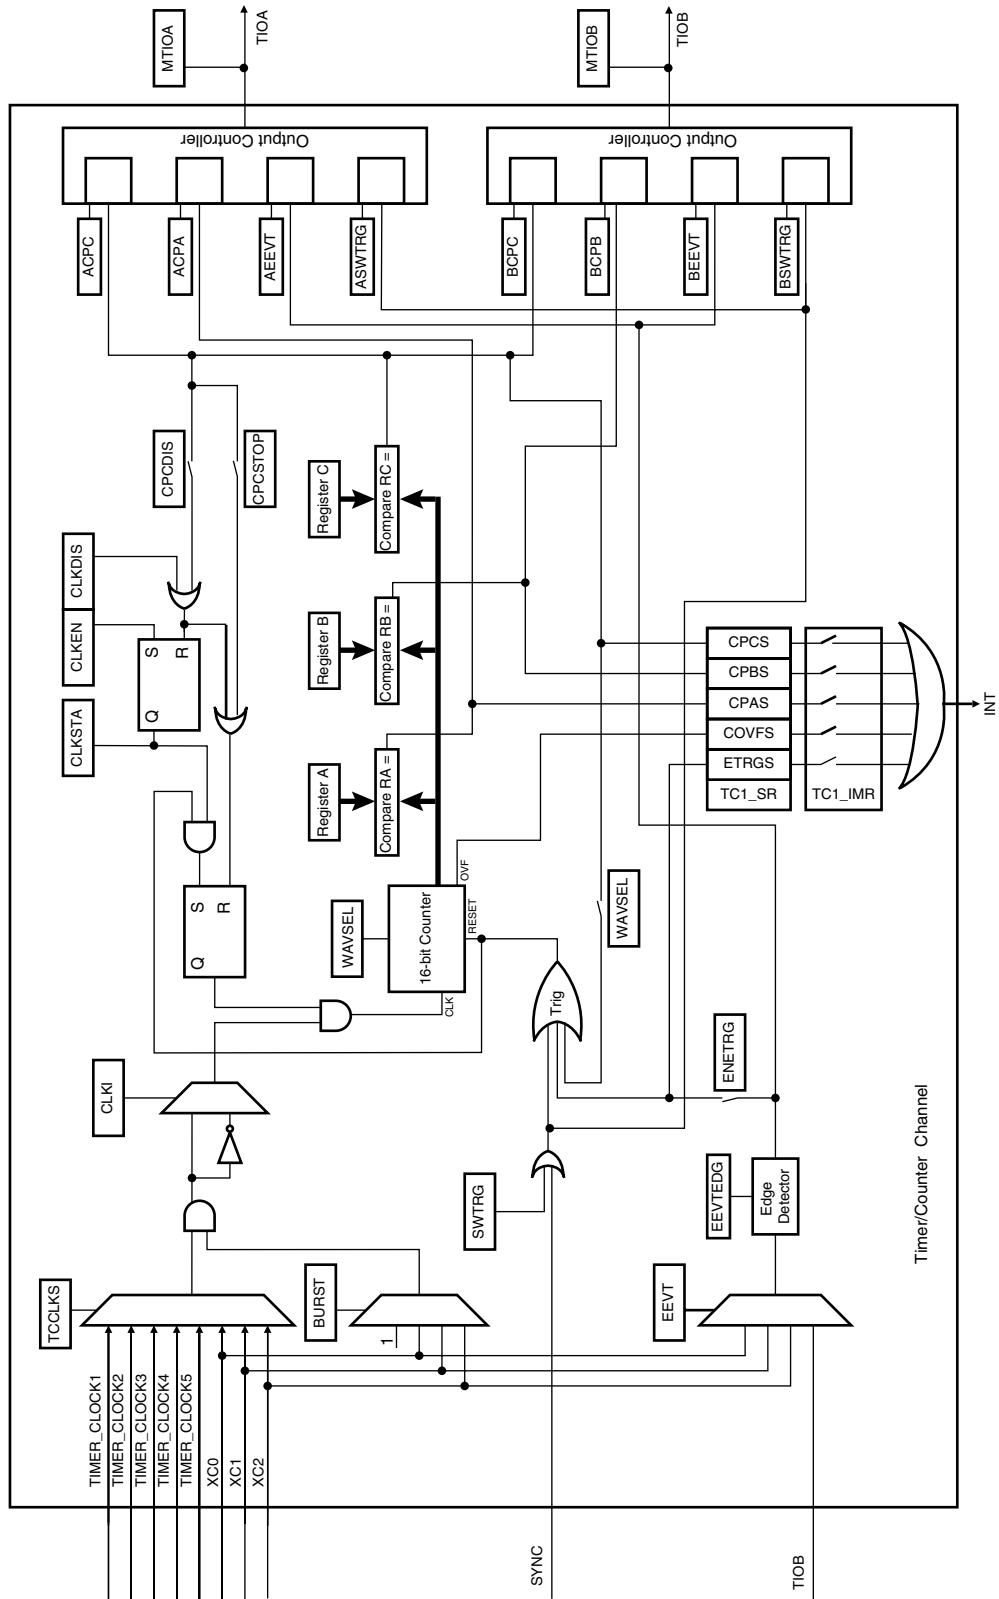 TCCLKS
TIMER_CLOCK1
TIMER_CLOCK2
TIMER_CLOCK3
TIMER_CLOCK4
TIMER_CLOCK5
XC0
XC1
XC2
CLKI
CLKSTA
CLKEN
CLKDIS
Q
S
R
Q
S
R
CPCDIS
CPCSTOP
ACPC
ACPA
AEEVT
ASWTRG
Output Controller
MTIOA
TIOA
BURST
1
WAVSEL
16-bit Counter
CLK
RESET
OVF
Register A
Compare RA =
Register B
Compare RB =
Register C
Compare RC =
SYNC
SWTRG
Trig
WAVSEL
BCPC
BCPB
BEEVT
BSWTRG
Output Controller
MTIOB
TIOB
TIOB
EEVT
EEVTEDG
Edge
Detector
ENETRG
CPCS
CPBS
CPAS
COVFS
ETRGS
TC1_SR
TC1_IMR
INT
Timer/Counter Channel